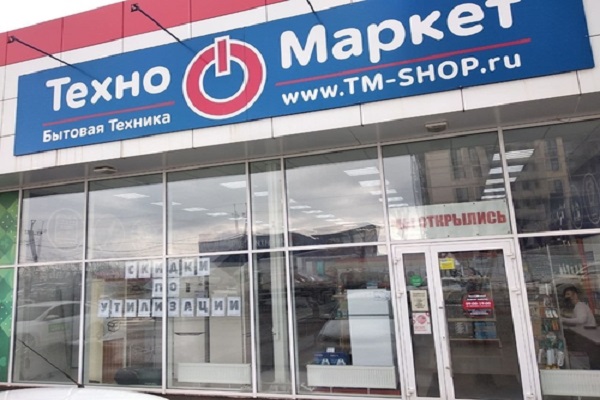 Техно Маркет
Бытовая Техника
www.TM-SHOP.ru
ОТКРЫЛИСЬ
СКИДКИ
ПО
УТИЛИЗАЦИИ